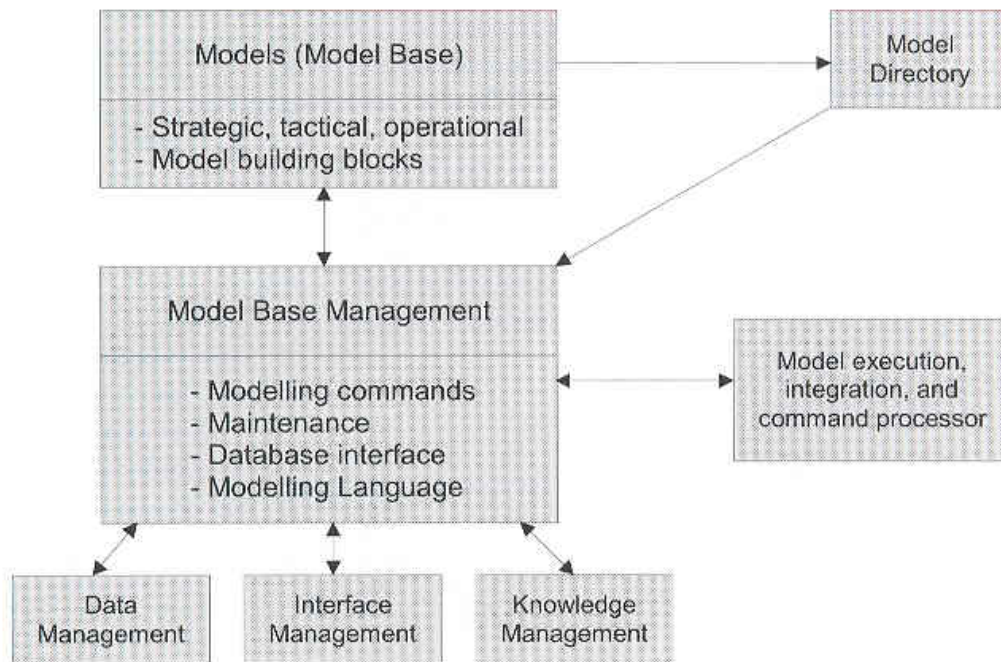 Models (Model Base)
- Strategic, tactical, operational
- Model building blocks
Model
Directory
Model Base Management
- Modelling commands
- Maintenance
- Database interface
- Modelling Language
Model execution,
integration, and
command processor
Data
Management
Interface
Management
Knowledge
Management